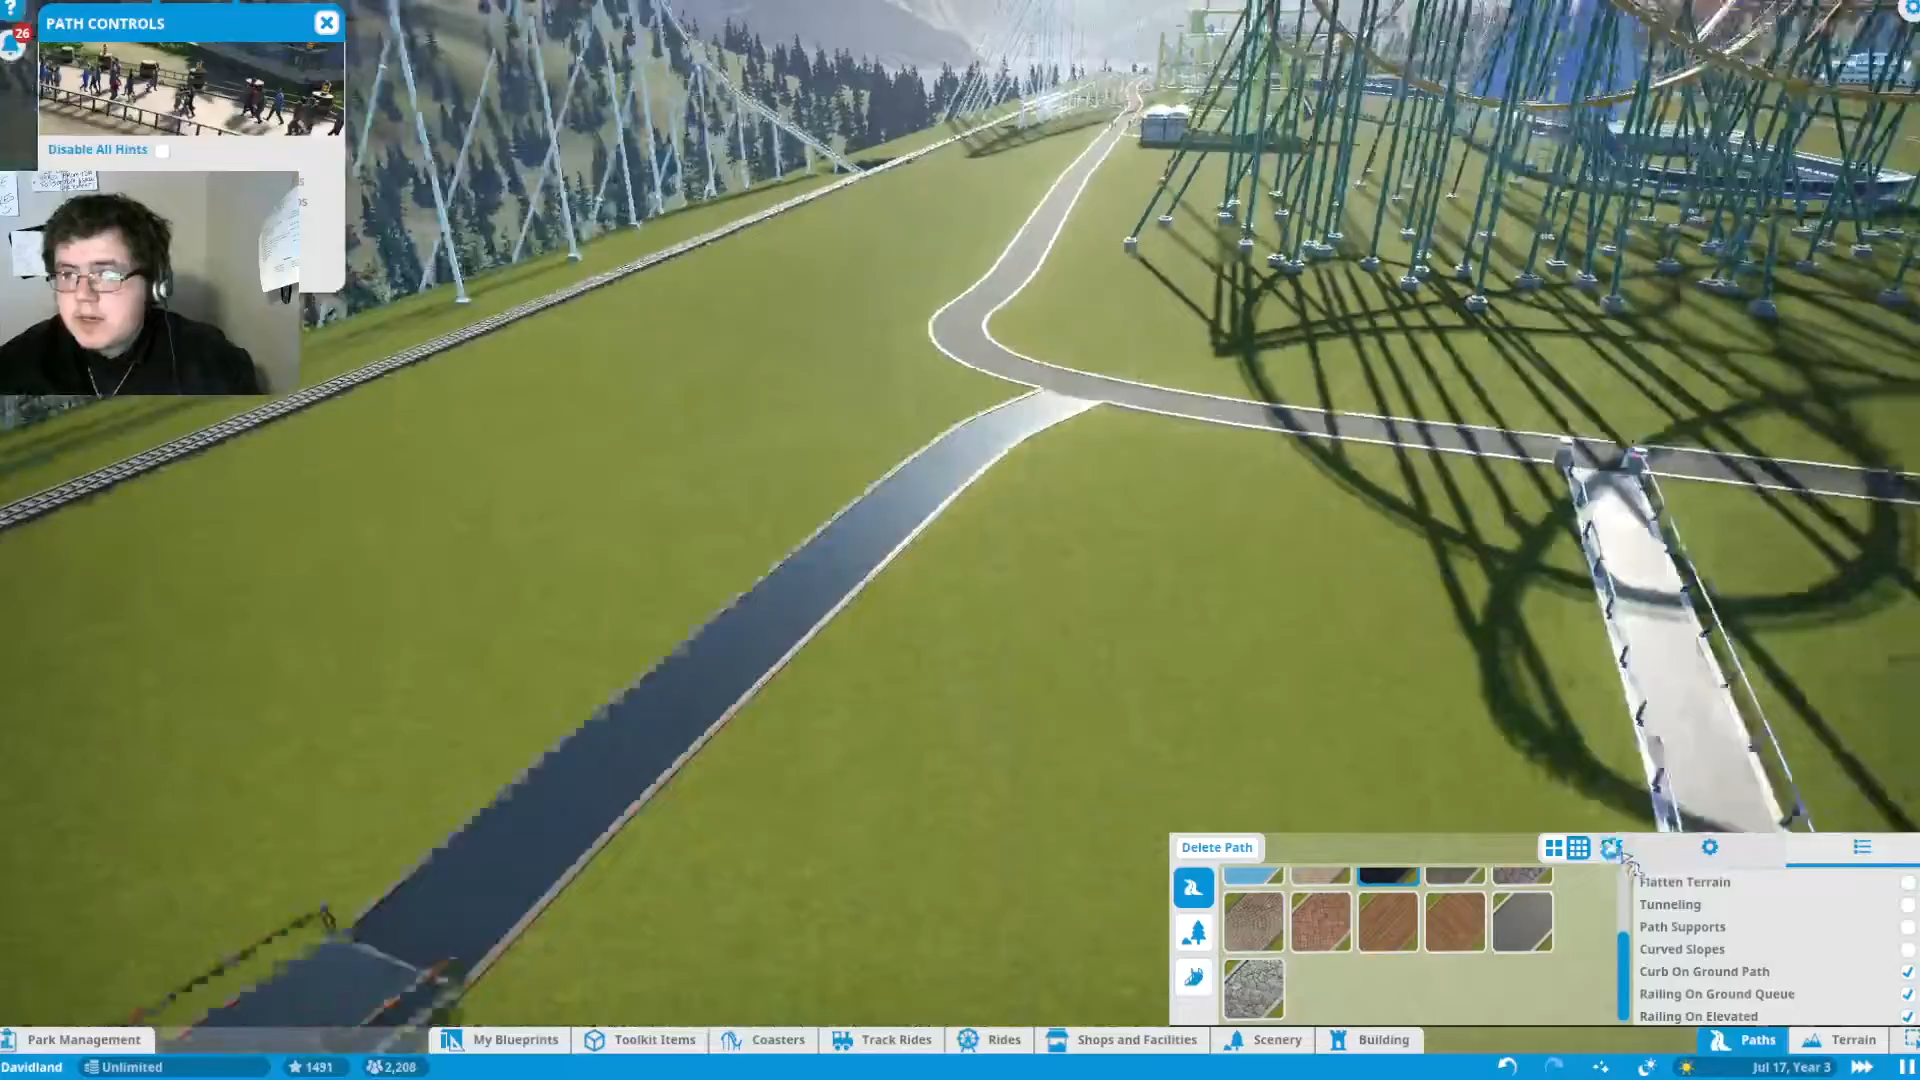 ?
PATH CONTROLS
26
Disable All Hints
Delete Path
Flatten Terrain
Tunneling
Path Supports
Curved Slopes
Curb On Ground Path
Railing On Ground Queue
Railing On Elevated
Park Management
My Blueprints
Toolkit Items
Coasters
Track Rides
Rides
Shops and Facilities
Scenery
Building
Paths
Terrain
Davidland
Unlimited
1491
2,208
Jul 17, Year 3